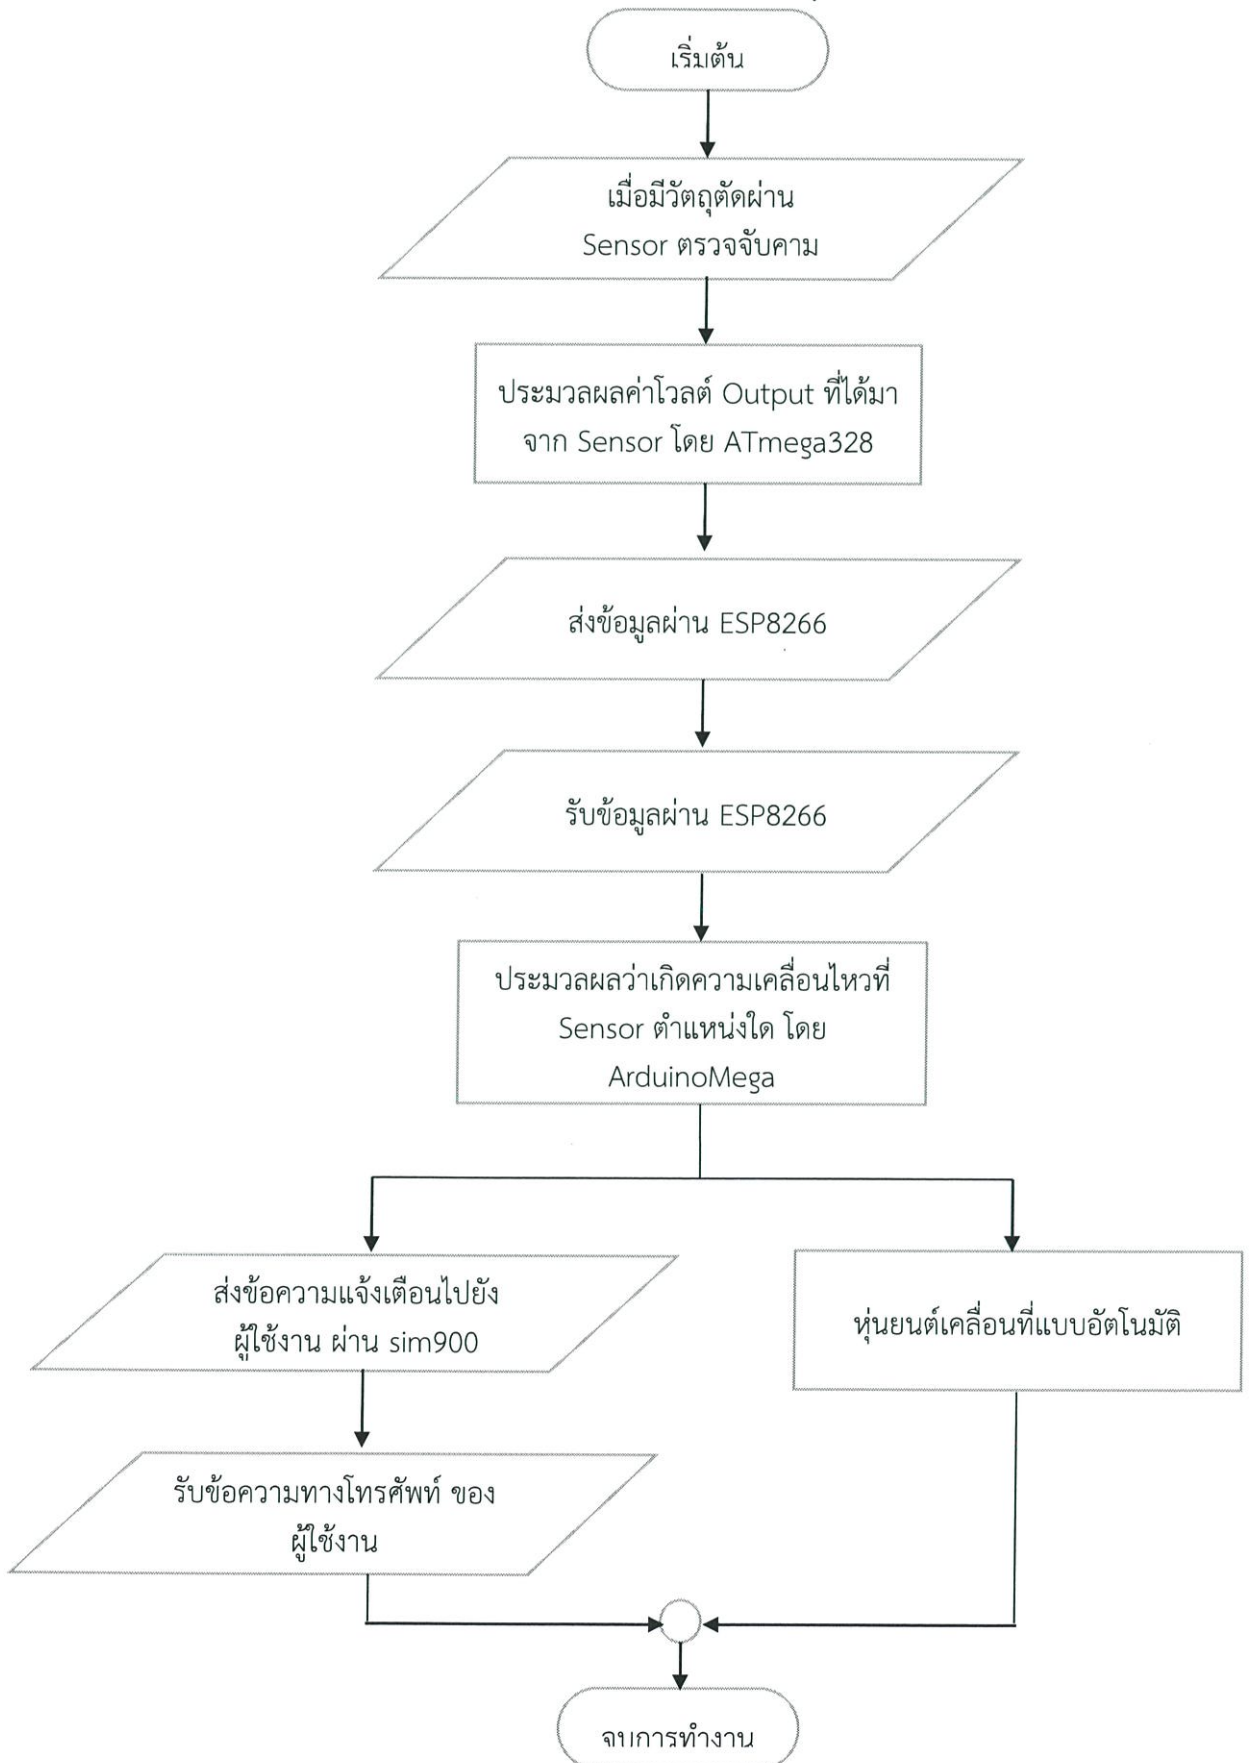 เริ่มต้น
เมื่อมีวัตถุตัดผ่าน
Sensor ตรวจจับคาม
ประมวลผลค่าโวลต์ Output ที่ได้มา
จาก Sensor โดย ATmega328
ส่งข้อมูลผ่าน ESP8266
รับข้อมูลผ่าน ESP8266
ประมวลผลว่าเกิดความเคลื่อนไหวที่
Sensor ตำแหน่งใด โดย
ArduinoMega
ส่งข้อความแจ้งเตือนไปยัง
ผู้ใช้งาน ผ่าน sim900
หุ่นยนต์เคลื่อนที่แบบอัตโนมัติ
รับข้อความทางโทรศัพท์ ของ
ผู้ใช้งาน
จบการทำงาน